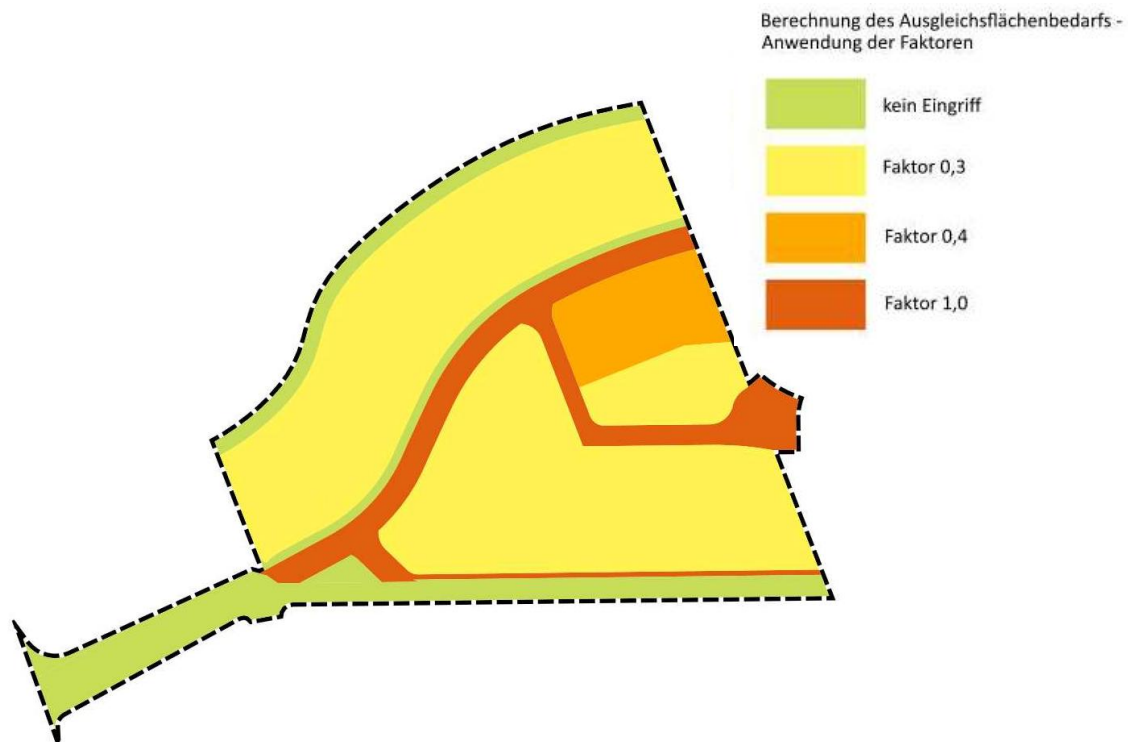 Berechnung des Ausgleichsflächenbedarfs -
Anwendung der Faktoren
kein Eingriff
Faktor 0,3
Faktor 0,4
Faktor 1,0